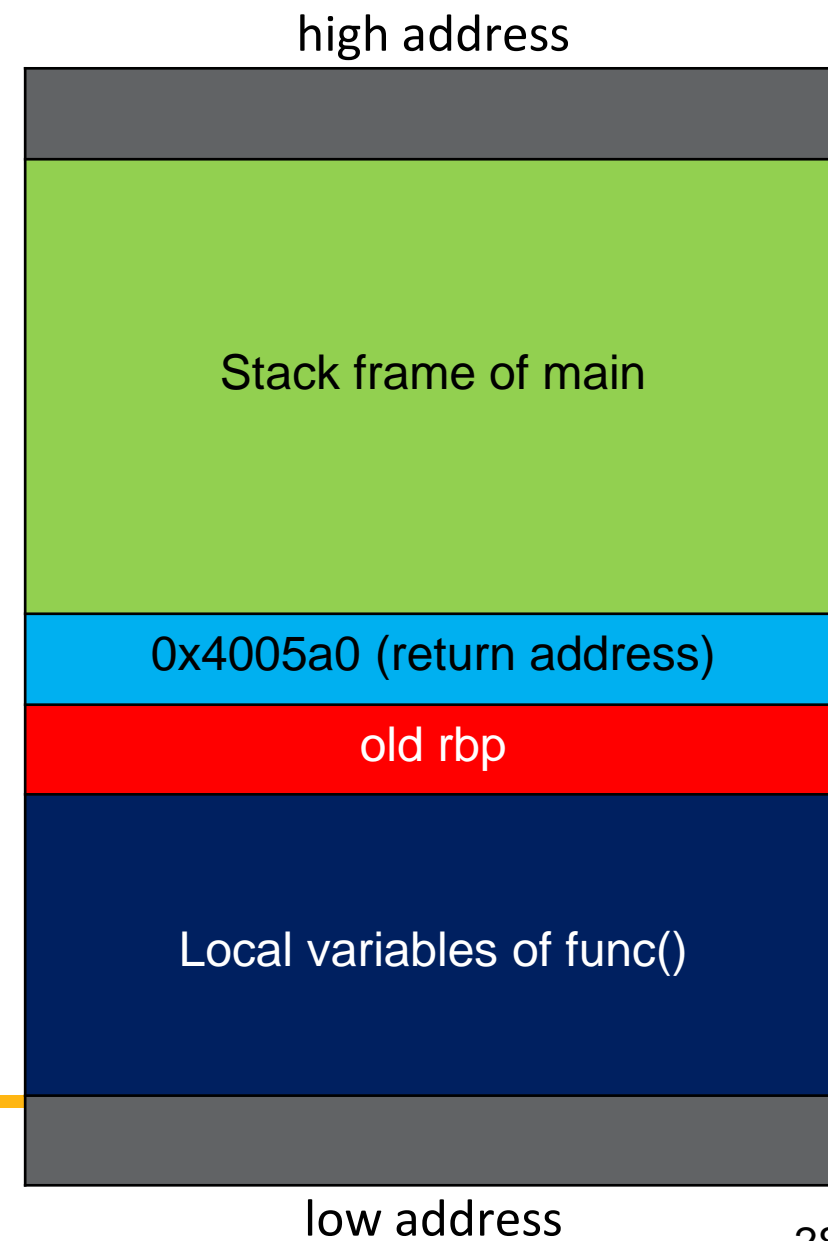 high address
Stack frame of main
0x4005a0 (return address)
old rbp
Local variables of func()
low address